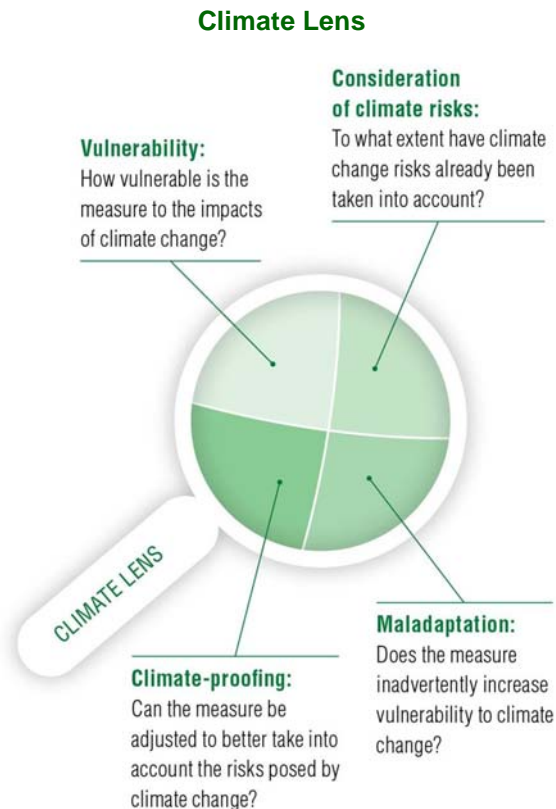 Climate Lens
Consideration
of climate risks:
To what extent have climate
change risks already been
taken into account?
Vulnerability:
How vulnerable is the
measure to the impacts
of climate change?
CLIMATE LENS
Maladaptation:
Does the measure
inadvertently increase
vulnerability to climate
change?
Climate-proofing:
Can the measure be
adjusted to better take into
account the risks posed by
climate change?